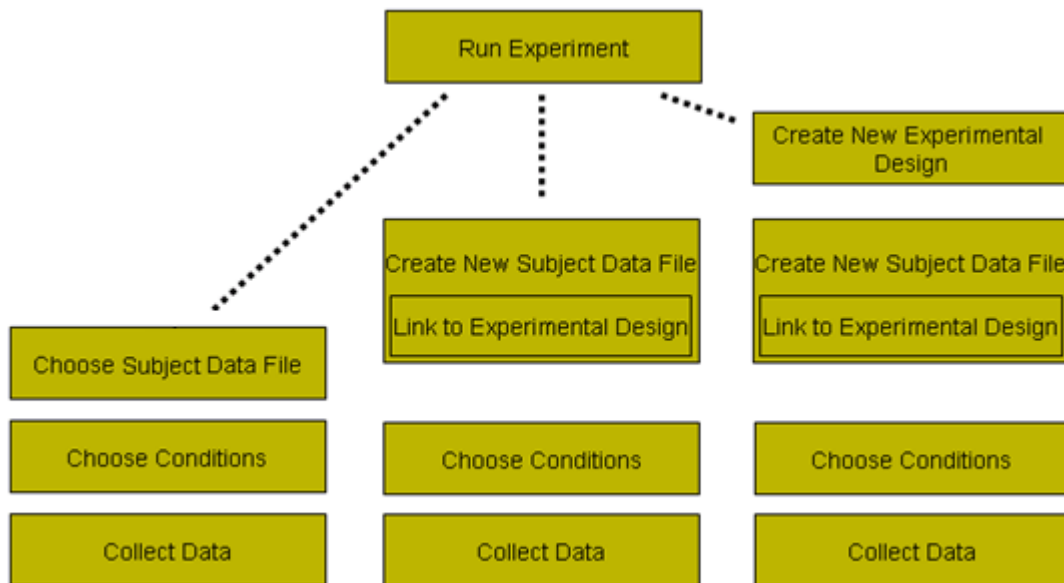 Run Experiment
Create New Experimental
Design
Create New Subject Data File
Link to Experimental Design
Create New Subject Data File
Link to Experimental Design
Choose Subject Data File
Choose Conditions
Choose Conditions
Choose Conditions
Collect Data
Collect Data
Collect Data